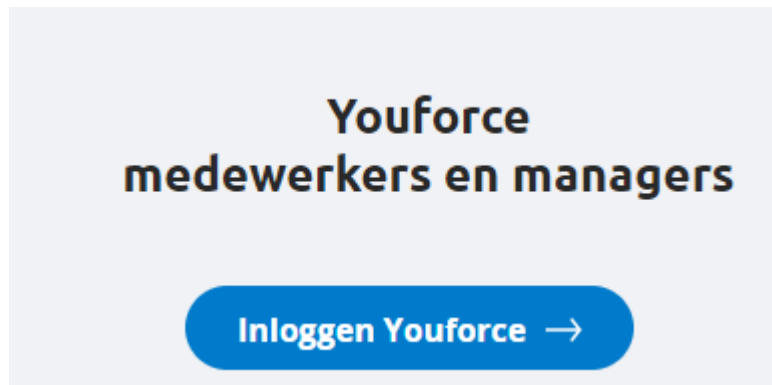 Youforce
medewerkers en managers
Inloggen Youforce →